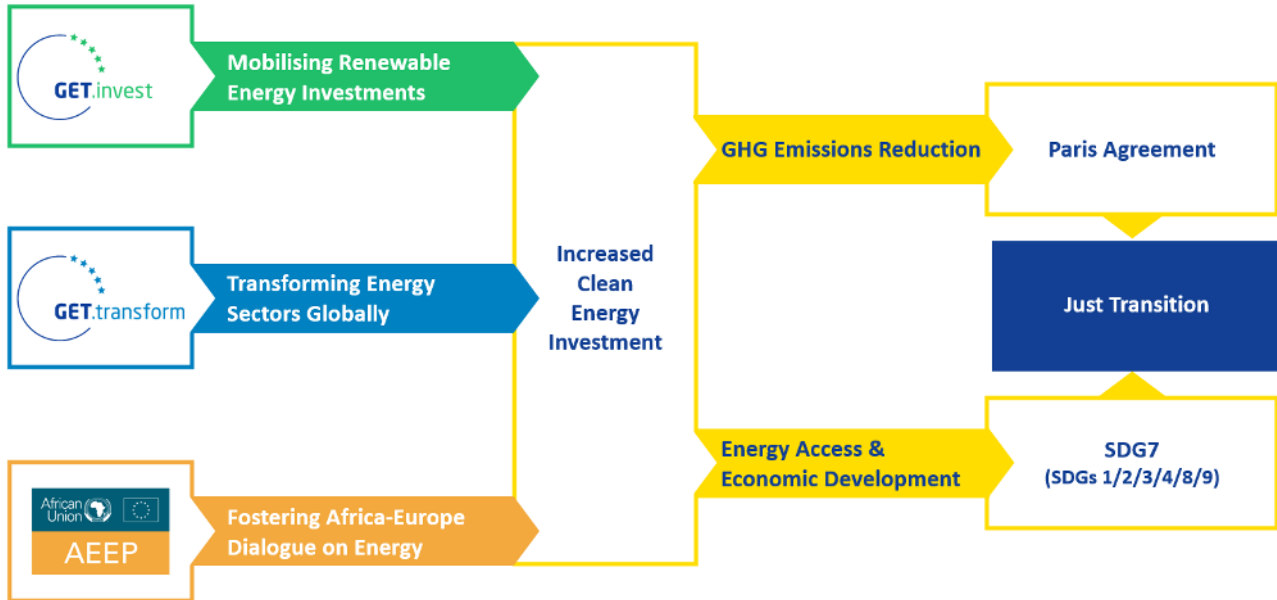 GET.invest
Mobilising Renewable
Energy Investments
GHG Emissions Reduction
Paris Agreement
GET.transform
Transforming Energy
Sectors Globally
Increased
Clean
Energy
Investment
Just Transition
African
Union
AEEP
Fostering Africa-Europe
Dialogue on Energy
Energy Access &
Economic Development
SDG7
(SDGs 1/2/3/4/8/9)